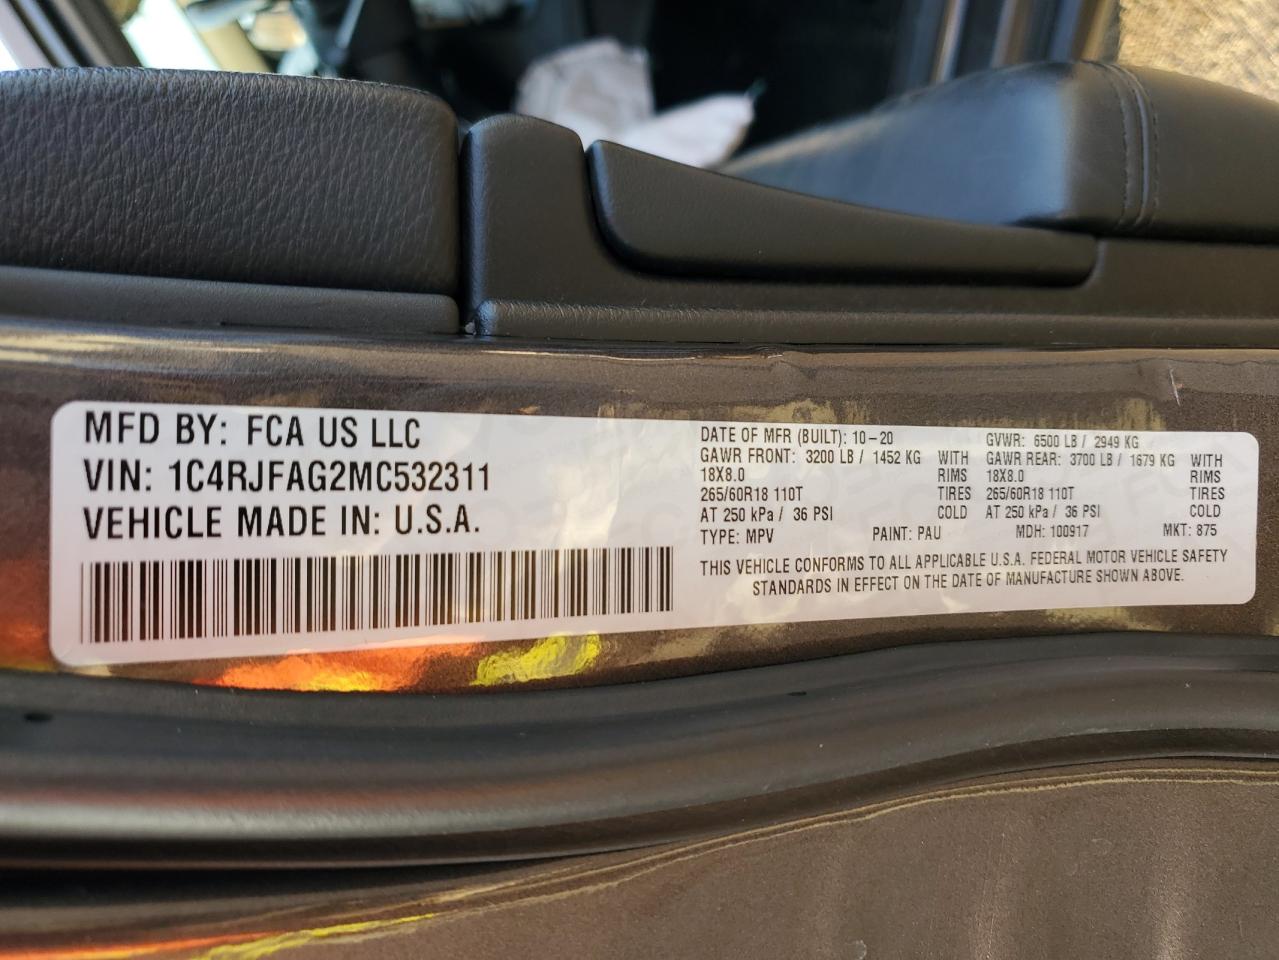 MFD BY: FCA US LLC
VIN: 1C4RJFAG2MC532311
VEHICLE MADE IN: U.S.A.
DATE OF MFR (BUILT): 10-20 GVWR: 6500 LB / 2949 KG
GAWR FRONT: 3200 LB / 1452 KG WITH GAWR REAR: 3700 LB / 1679 KG WITH
18X8.0 RIMS 18X8.0 RIMS
265/60R18 110T TIRES 265/60R18 110T TIRES
AT 250 kPa / 36 PSI COLD AT 250 kPa / 36 PSI COLD
TYPE: MPV PAINT: PAU MDH: 100917 MKT: 875
THIS VEHICLE CONFORMS TO ALL APPLICABLE U.S.A. FEDERAL MOTOR VEHICLE SAFETY
STANDARDS IN EFFECT ON THE DATE OF MANUFACTURE SHOWN ABOVE.